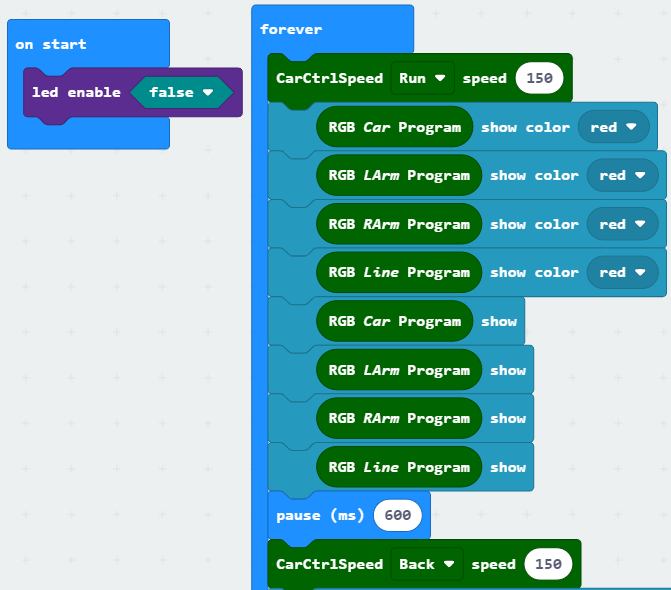 on start
led enable false
forever
CarCtrlSpeed Run speed 150
RGB Car Program show color red
RGB LArm Program show color red
RGB RArm Program show color red
RGB Line Program show color red
RGB Car Program show
RGB LArm Program show
RGB RArm Program show
RGB Line Program show
pause (ms) 600
CarCtrlSpeed Back speed 150